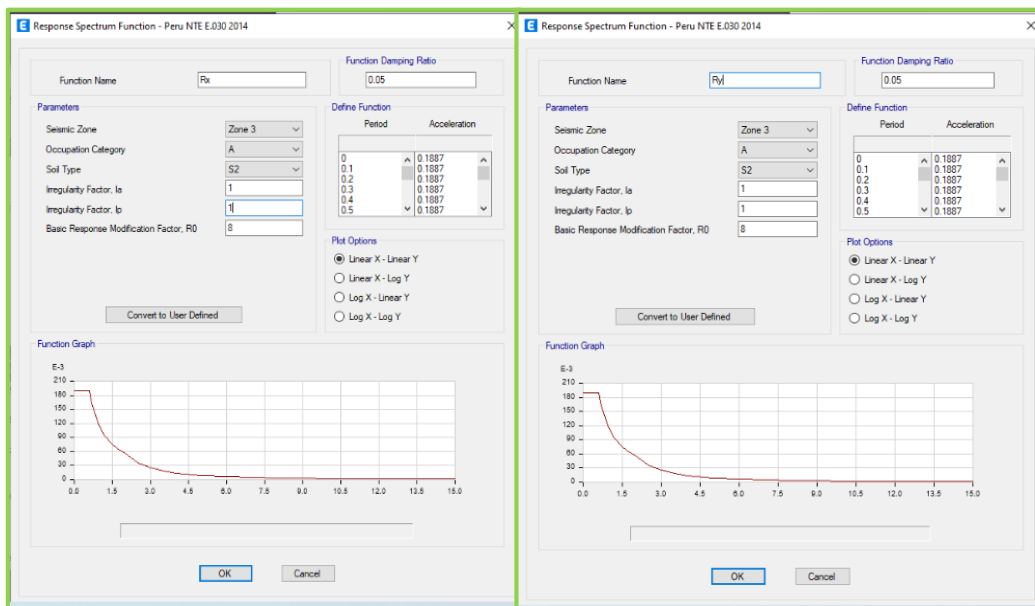 E Response Spectrum Function - Peru NTE E.030 2014
Function Name Rx
Function Damping Ratio
0.05
Parameters
Seismic Zone Zone 3
Occupation Category A
Soil Type S2
Irregularity Factor, Ia 1
Irregularity Factor, Ip 1
Basic Response Modification Factor, R0 8
Convert to User Defined
Define Function
Period Acceleration
0 0.1887
0.1 0.1887
0.2 0.1887
0.3 0.1887
0.4 0.1887
0.5 0.1887
Plot Options
Linear X - Linear Y
Linear X - Log Y
Log X - Linear Y
Log X - Log Y
Function Graph
E-3
210
180
150
120
90
60
30
0
0.0 1.5 3.0 4.5 6.0 7.5 9.0 10.5 12.0 13.5 15.0
OK Cancel
E Response Spectrum Function - Peru NTE E.030 2014
Function Name Ry
Function Damping Ratio
0.05
Parameters
Seismic Zone Zone 3
Occupation Category A
Soil Type S2
Irregularity Factor, Ia 1
Irregularity Factor, Ip 1
Basic Response Modification Factor, R0 8
Convert to User Defined
Define Function
Period Acceleration
0 0.1887
0.1 0.1887
0.2 0.1887
0.3 0.1887
0.4 0.1887
0.5 0.1887
Plot Options
Linear X - Linear Y
Linear X - Log Y
Log X - Linear Y
Log X - Log Y
Function Graph
E-3
210
180
150
120
90
60
30
0
0.0 1.5 3.0 4.5 6.0 7.5 9.0 10.5 12.0 13.5 15.0
OK Cancel